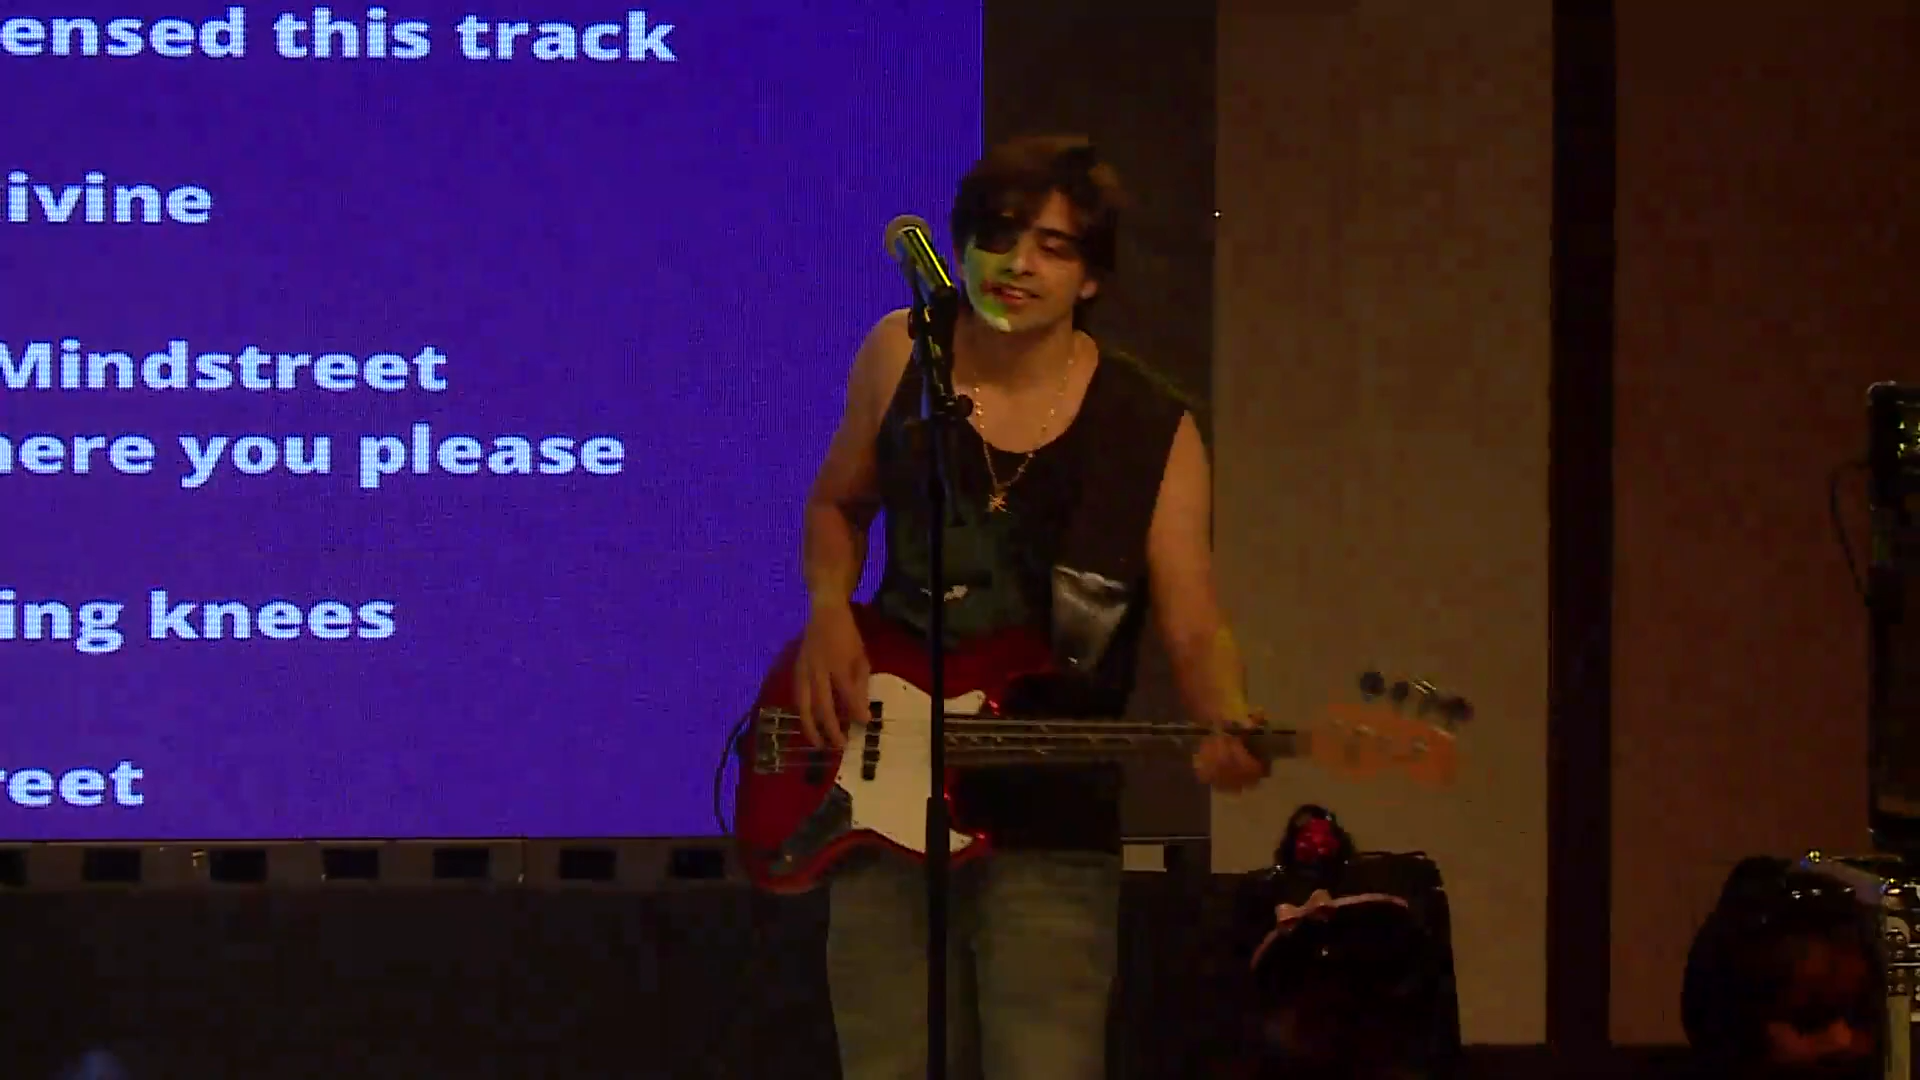 ensed this track
ivine
Mindstreet
here you please
ing knees
reet